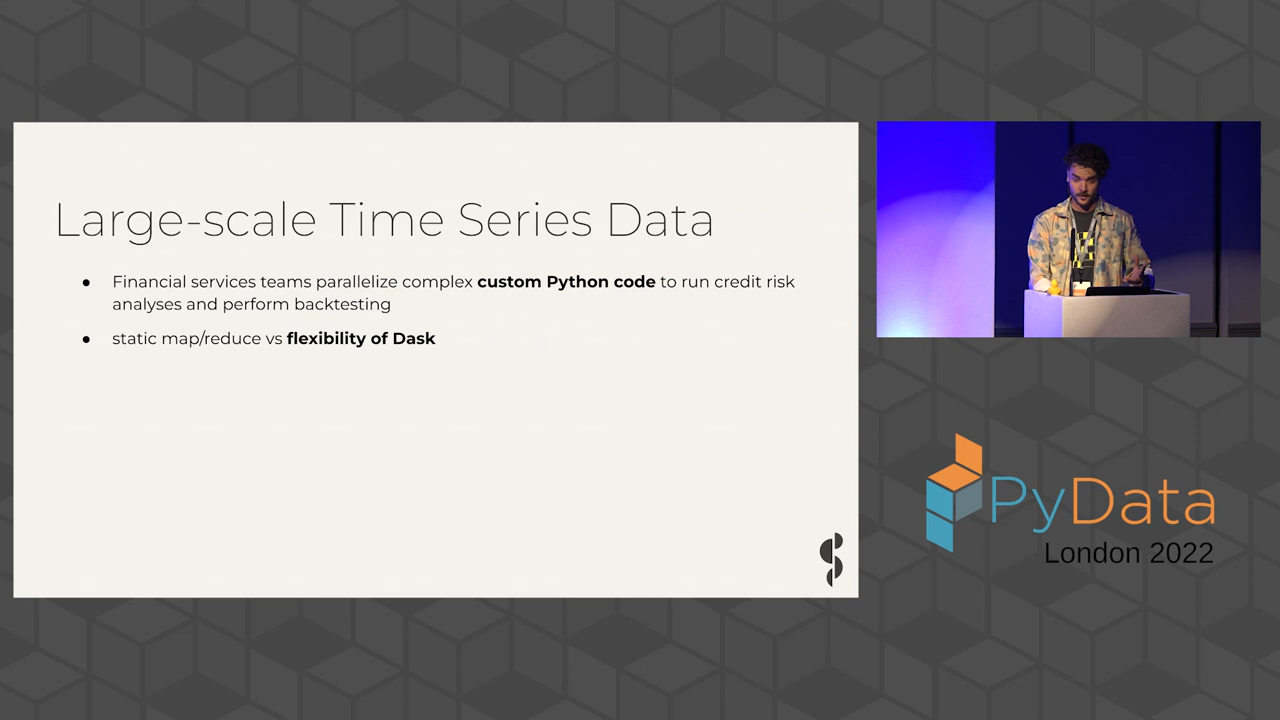 Large-scale Time Series Data
● Financial services teams parallelize complex custom Python code to run credit risk
analyses and perform backtesting
● static map/reduce vs flexibility of Dask
PyData
London 2022